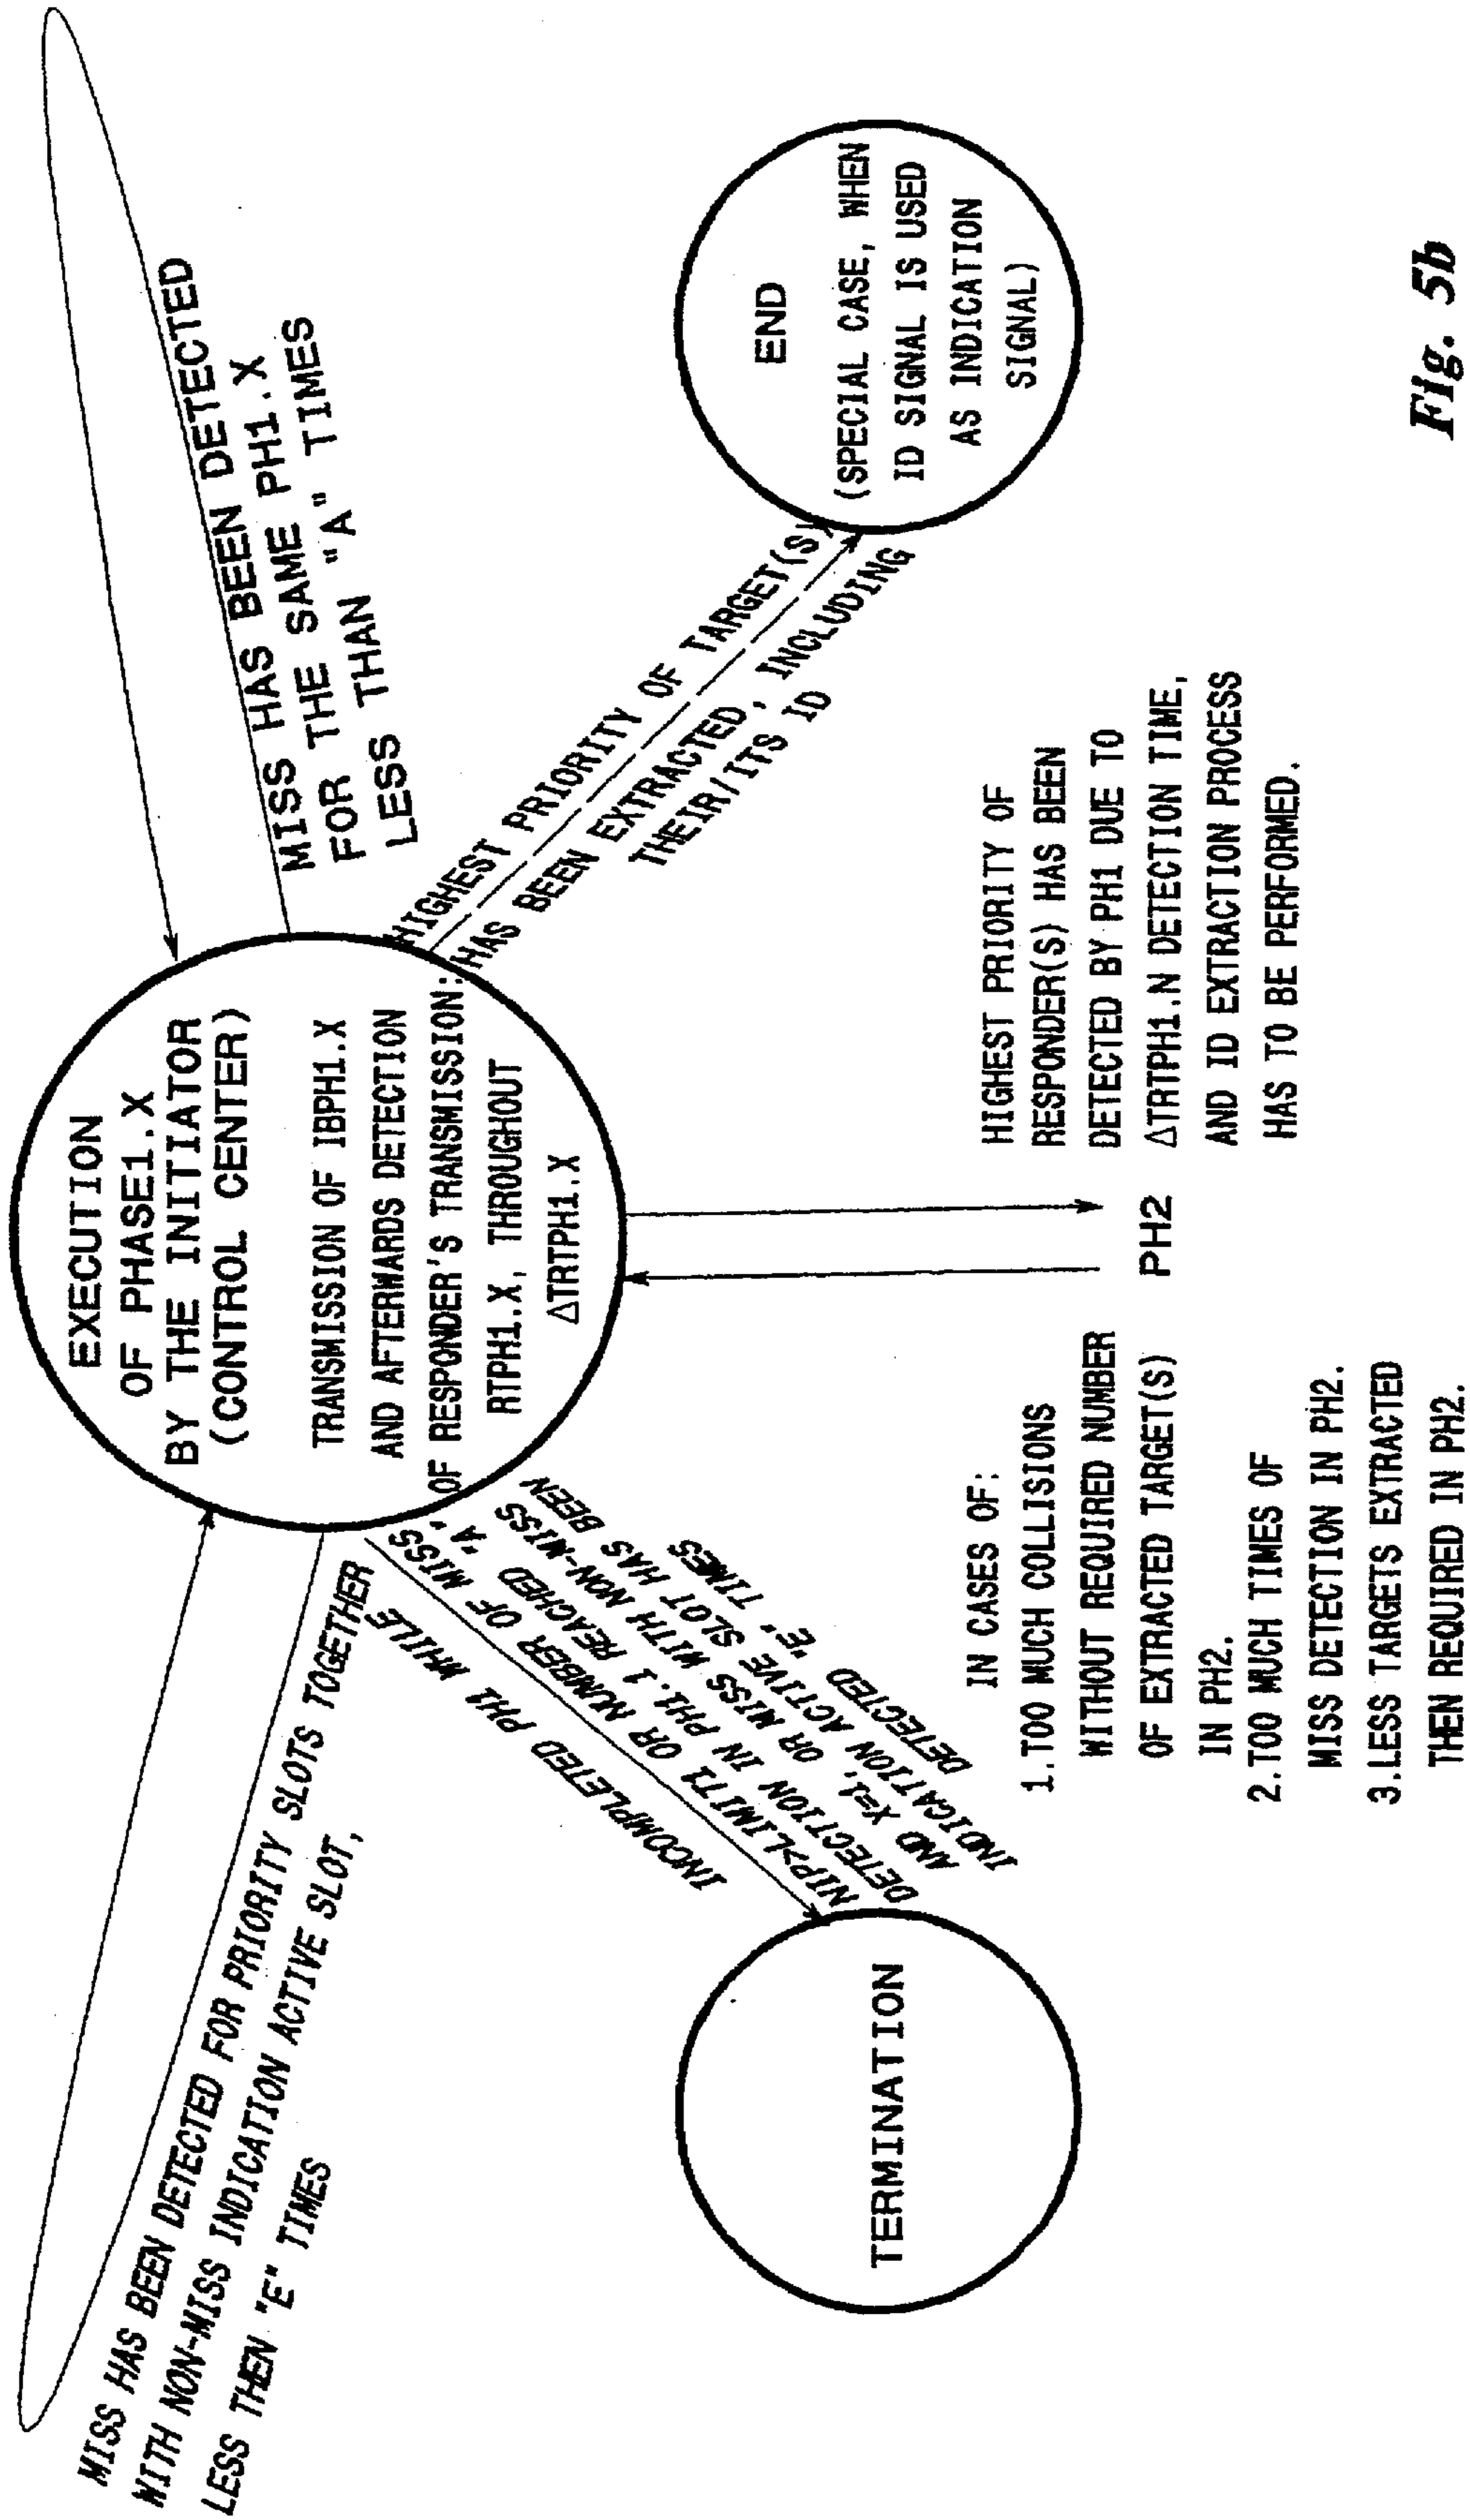 EXECUTION
OF PHASE1.X
BY THE INITIATOR
(CONTROL CENTER)
TRANSMISSION OF IBPH1.X
AND AFTERWARDS DETECTION
OF RESPONDER'S TRANSMISSION:
RTPH1.X, THROUGHOUT
ΔTRTPH1.X
MISS HAS BEEN DETECTED FOR PRIORITY SLOTS TOGETHER
WITH NON-MISS INDICATION ACTIVE SLOT,
LESS THEN "E" TIMES
MISS HAS BEEN DETECTED
FOR THE SAME PH1.X
LESS THAN "A" TIMES
INCOMPLETED PH1 WHILE
NIP2LIMIT1 OR NUMBER OF MISS,
DETECTION IN PH1.1 REACHED "A"
AND X=1, OR MISS WITH NON-MISS
INDICATION ACTIVE SLOT HAS BEEN
DETECTED "E" TIMES
HIGHEST PRIORITY OF TARGET(S)
HAS BEEN EXTRACTED, INCLUDING
THEIR/ITS ID
TERMINATION
END
(SPECIAL CASE, WHEN
ID SIGNAL IS USED
AS INDICATION
SIGNAL)
IN CASES OF:
1.TOO MUCH COLLISIONS
WITHOUT REQUIRED NUMBER
OF EXTRACTED TARGET(S)
IN PH2.
2.TOO MUCH TIMES OF
MISS DETECTION IN PH2.
3.LESS TARGETS EXTRACTED
THEN REQUIRED IN PH2.
PH2
HIGHEST PRIORITY OF
RESPONDER(S) HAS BEEN
DETECTED BY PH1 DUE TO
ΔTRTPH1.N DETECTION TIME,
AND ID EXTRACTION PROCESS
HAS TO BE PERFORMED.
Fig. 5b